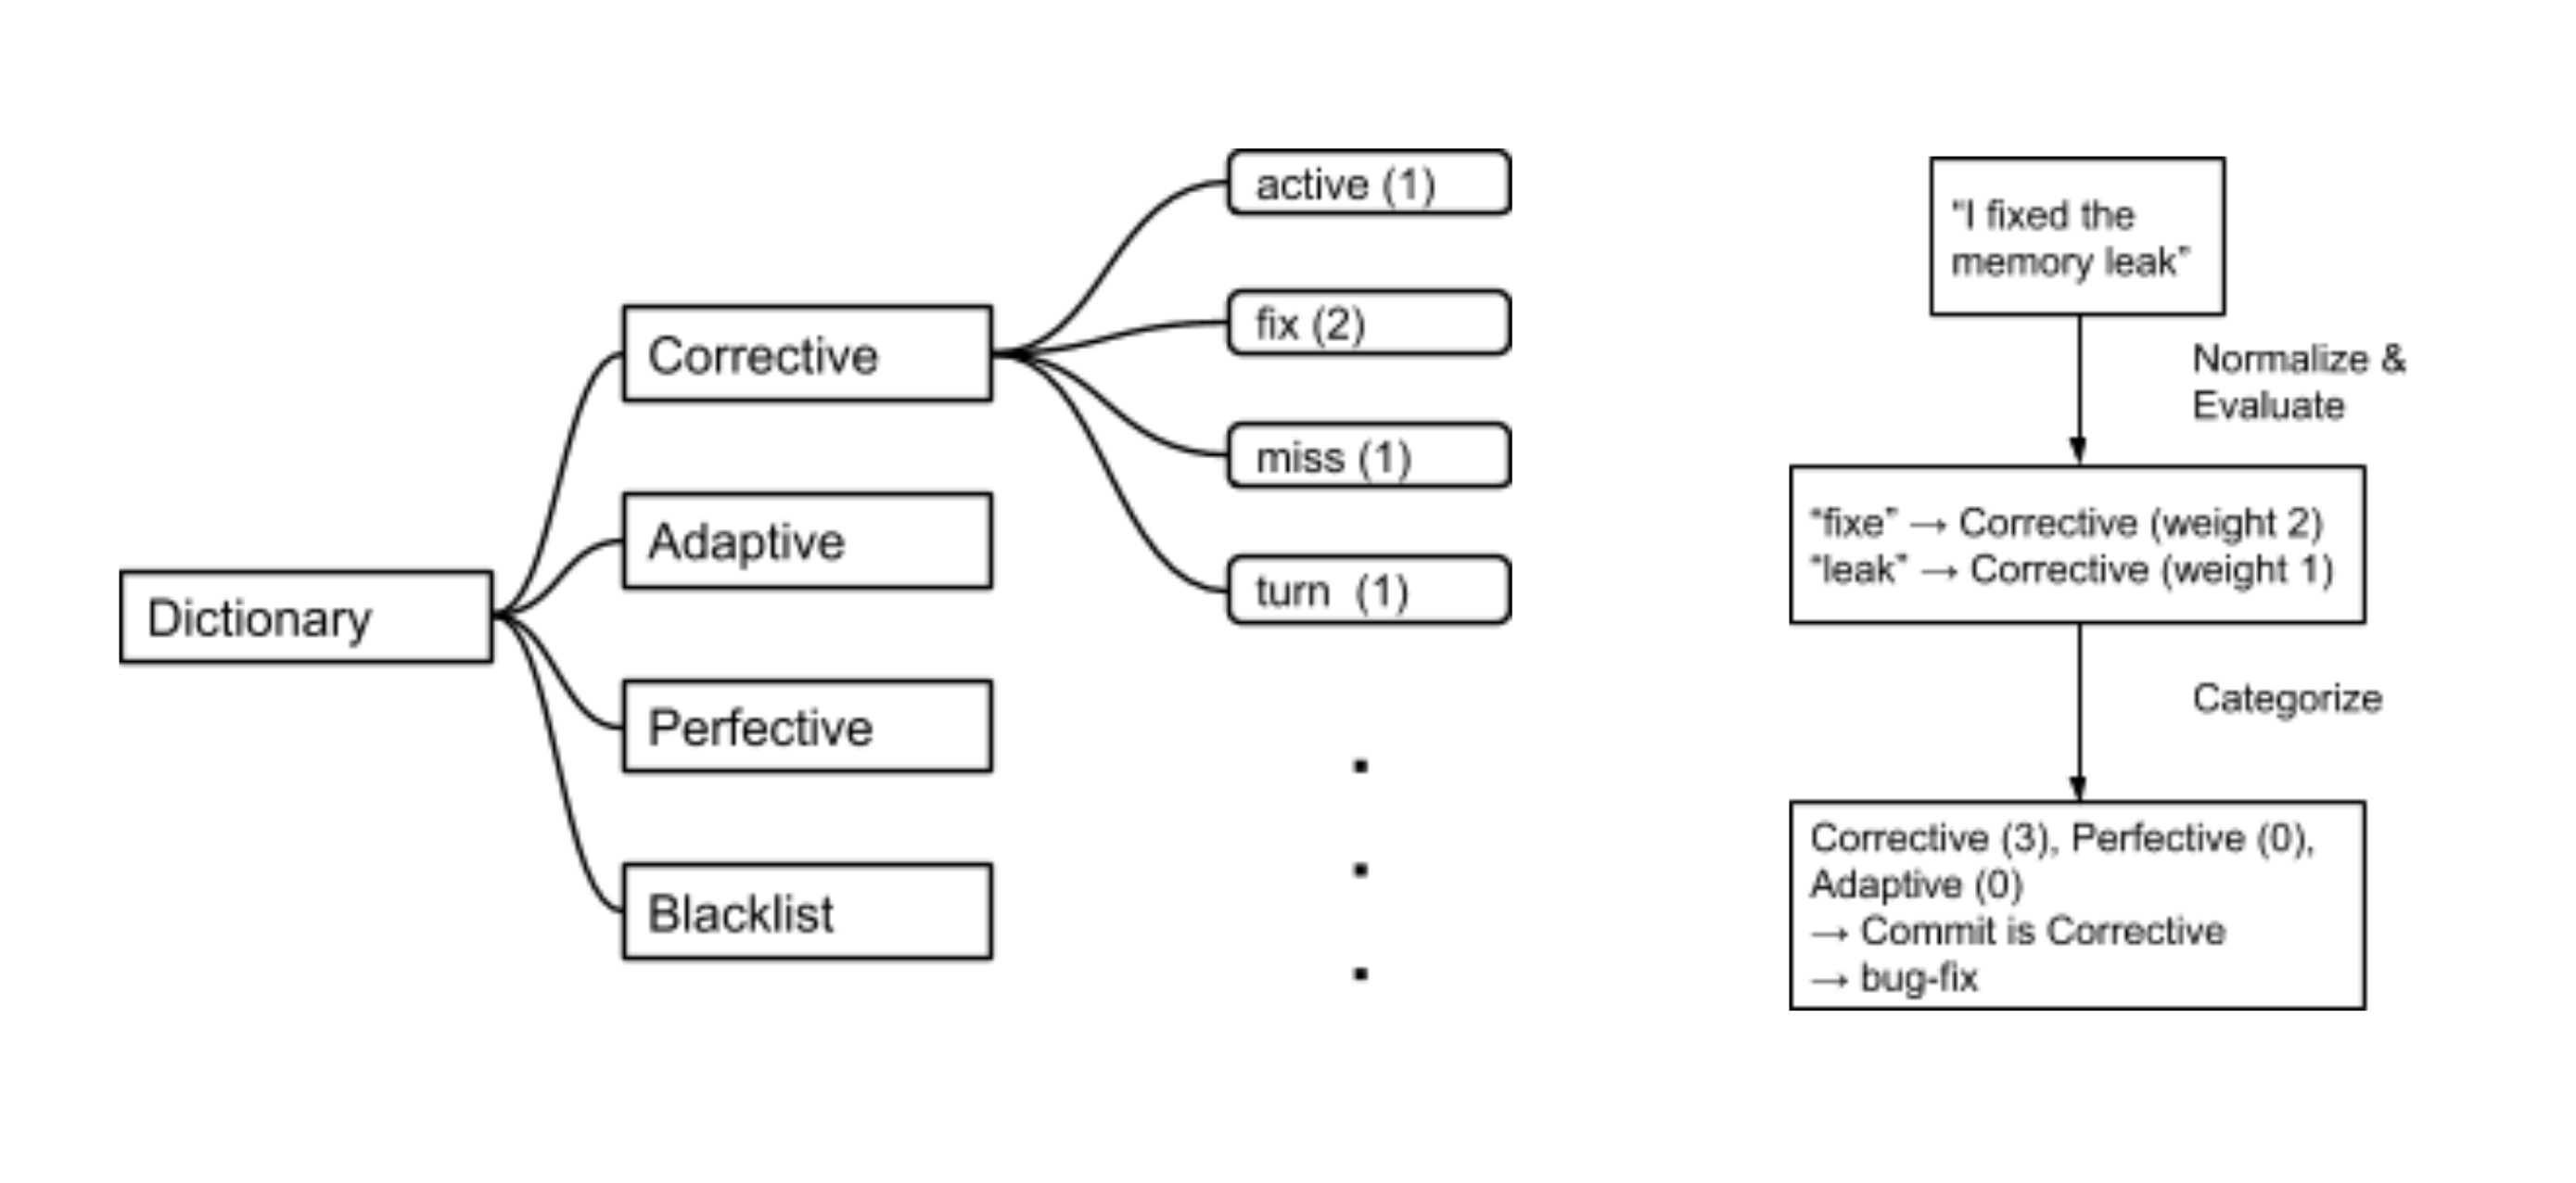 Dictionary
Corrective
Adaptive
Perfective
Blacklist
active (1)
fix (2)
miss (1)
turn (1)
"I fixed the
memory leak"
Normalize &
Evaluate
"fixe" → Corrective (weight 2)
"leak" → Corrective (weight 1)
Categorize
Corrective (3), Perfective (0),
Adaptive (0)
→ Commit is Corrective
→ bug-fix